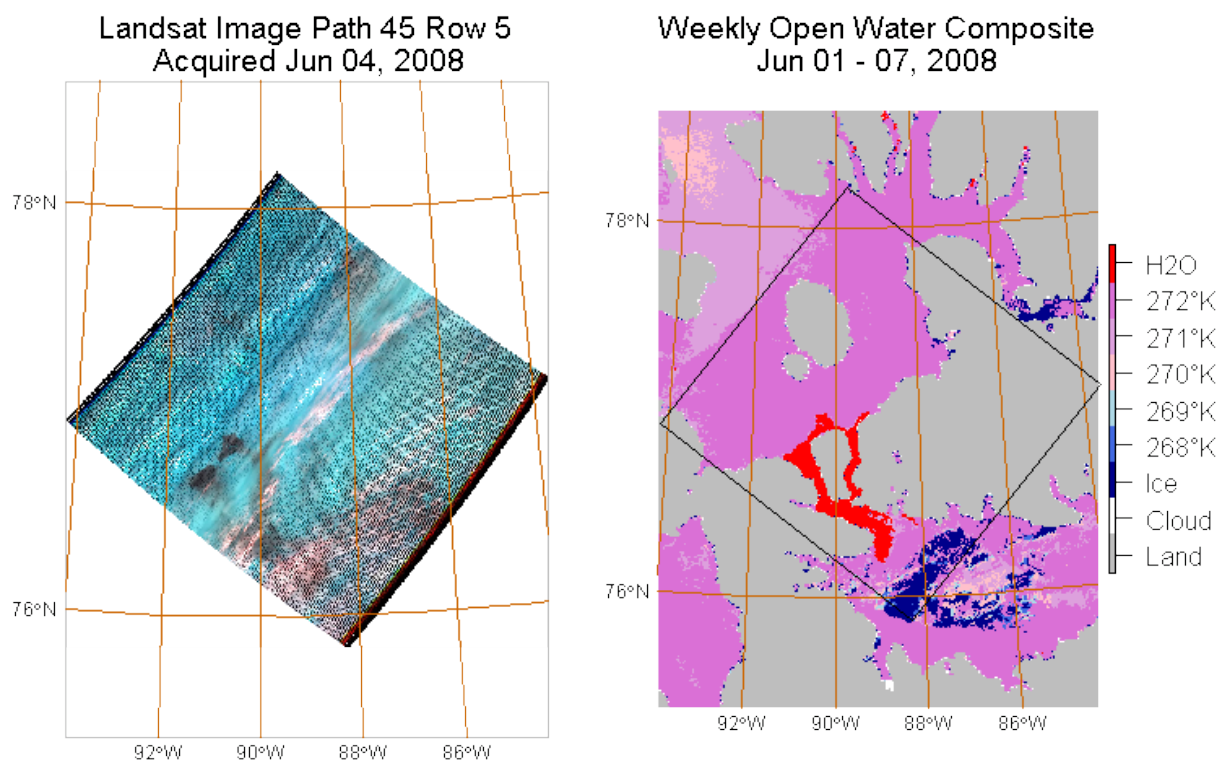 Landsat Image Path 45 Row 5
Acquired Jun 04, 2008
78°N
76°N
92°W 90°W 88°W 86°W
Weekly Open Water Composite
Jun 01 - 07, 2008
78°N
76°N
92°W 90°W 88°W 86°W
H2O
272°K
271°K
270°K
269°K
268°K
Ice
Cloud
Land